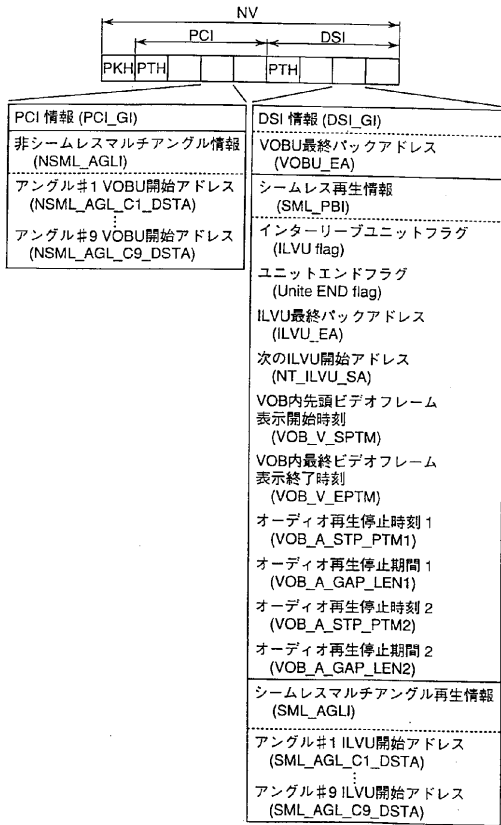 NV
PCI
DSI
PKH PTH PTH
PCI 情報 (PCI_GI)
非シームレスマルチアングル情報
(NSML_AGLI)
アングル#1 VOBU開始アドレス
(NSML_AGL_C1_DSTA)
⋮
アングル#9 VOBU開始アドレス
(NSML_AGL_C9_DSTA)
DSI 情報 (DSI_GI)
VOBU最終パックアドレス
(VOBU_EA)
シームレス再生情報
(SML_PBI)
インターリーブユニットフラグ
(ILVU flag)
ユニットエンドフラグ
(Unite END flag)
ILVU最終パックアドレス
(ILVU_EA)
次のILVU開始アドレス
(NT_ILVU_SA)
VOB内先頭ビデオフレーム
表示開始時刻
(VOB_V_SPTM)
VOB内最終ビデオフレーム
表示終了時刻
(VOB_V_EPTM)
オーディオ再生停止時刻 1
(VOB_A_STP_PTM1)
オーディオ再生停止期間 1
(VOB_A_GAP_LEN1)
オーディオ再生停止時刻 2
(VOB_A_STP_PTM2)
オーディオ再生停止期間 2
(VOB_A_GAP_LEN2)
シームレスマルチアングル再生情報
(SML_AGLI)
アングル#1 ILVU開始アドレス
(SML_AGL_C1_DSTA)
⋮
アングル#9 ILVU開始アドレス
(SML_AGL_C9_DSTA)